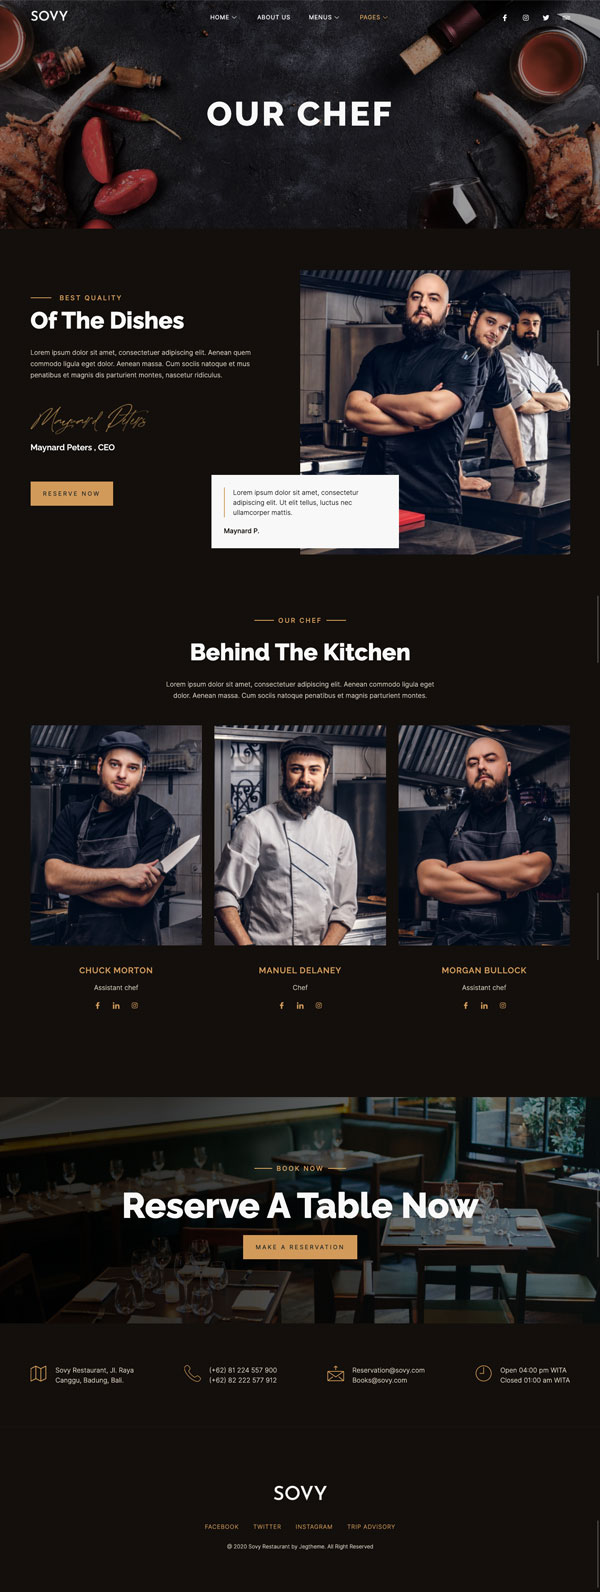 SOVY
HOME ABOUT US MENUS PAGES
OUR CHEF
BEST QUALITY
Of The Dishes
Lorem ipsum dolor sit amet, consectetuer adipiscing elit. Aenean quem
commodo ligula eget dolor. Aenean massa. Cum sociis natoque et mus
penatibus et magnis dis parturient montes, nascetur ridiculus.
Maynard Peters
Maynard Peters , CEO
RESERVE NOW
Lorem ipsum dolor sit amet, consectetur
adipiscing elit. Ut elit tellus, luctus nec
ullamcorper mattis.
Maynard P.
OUR CHEF
Behind The Kitchen
Lorem ipsum dolor sit amet, consectetuer adipiscing elit. Aenean commodo ligula eget
dolor. Aenean massa. Cum sociis natoque penatibus et magnis parturient montes.
CHUCK MORTON
Assistant chef
MANUEL DELANEY
Chef
MORGAN BULLOCK
Assistant chef
BOOK NOW
Reserve A Table Now
MAKE A RESERVATION
Sovy Restaurant, Jl. Raya
Canggu, Badung, Bali.
(+62) 81 224 557 900
(+62) 82 222 577 912
Reservation@sovy.com
Books@sovy.com
Open 04:00 pm WITA
Closed 01:00 am WITA
SOVY
FACEBOOK TWITTER INSTAGRAM TRIP ADVISORY
@ 2020 Sovy Restaurant by Jegtheme. All Right Reserved